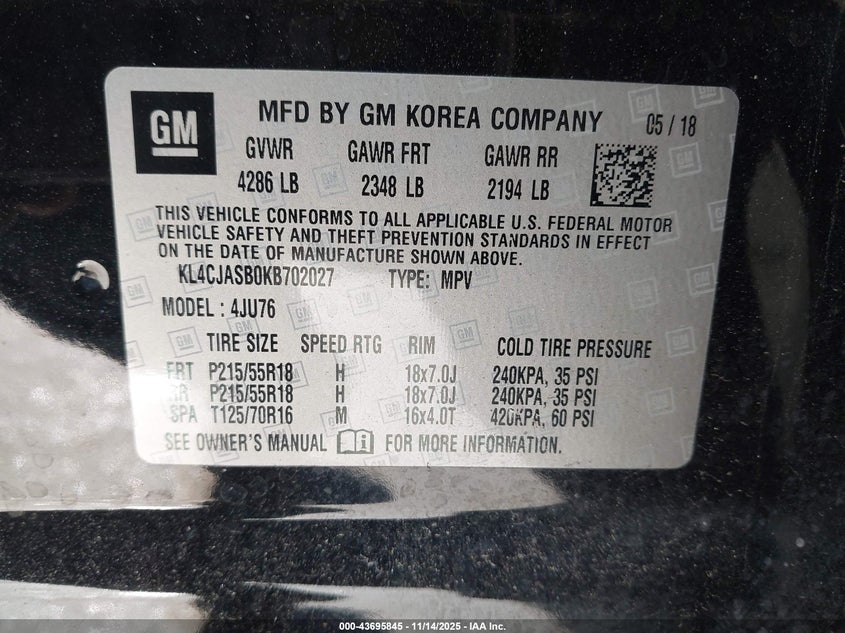 GM
MFD BY GM KOREA COMPANY 05 / 18
GVWR GAWR FRT GAWR RR
4286 LB 2348 LB 2194 LB
THIS VEHICLE CONFORMS TO ALL APPLICABLE U.S. FEDERAL MOTOR
VEHICLE SAFETY AND THEFT PREVENTION STANDARDS IN EFFECT
ON THE DATE OF MANUFACTURE SHOWN ABOVE.
KL4CJASB0KB702027 TYPE: MPV
MODEL : 4JU76
TIRE SIZE SPEED RTG RIM COLD TIRE PRESSURE
FRT P215/55R18 H 18x7.0J 240KPA, 35 PSI
RR P215/55R18 H 18x7.0J 240KPA, 35 PSI
SPA T125/70R16 M 16x4.0T 420KPA, 60 PSI
SEE OWNER'S MANUAL FOR MORE INFORMATION.
000-43695845 - 11/14/2025 - IAA Inc.